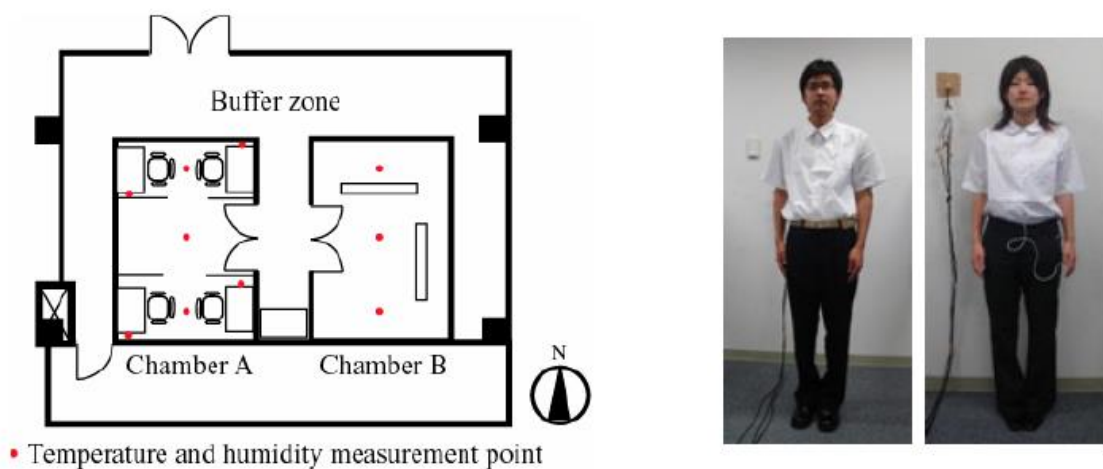 Buffer zone
Chamber A
Chamber B
N
• Temperature and humidity measurement point